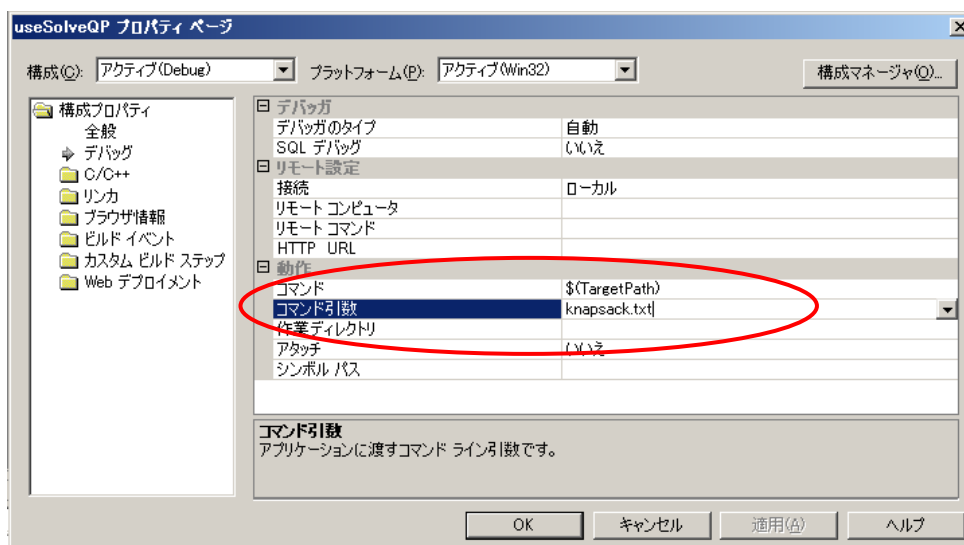 useSolveQP プロパティ ページ
構成(C): アクティブ(Debug) プラットフォーム(P): アクティブ(Win32) 構成マネージャ(O)...
構成プロパティ
全般
デバッグ
C/C++
リンカ
ブラウザ情報
ビルド イベント
カスタム ビルド ステップ
Web デプロイメント
デバッガ
デバッガのタイプ 自動
SQL デバッグ いいえ
リモート設定
接続 ローカル
リモート コンピュータ
リモート コマンド
HTTP URL
動作
コマンド $(TargetPath)
コマンド引数 knapsack.txt
作業ディレクトリ
アタッチ いいえ
シンボル パス
コマンド引数
アプリケーションに渡すコマンド ライン引数です。
OK キャンセル 適用(A) ヘルプ